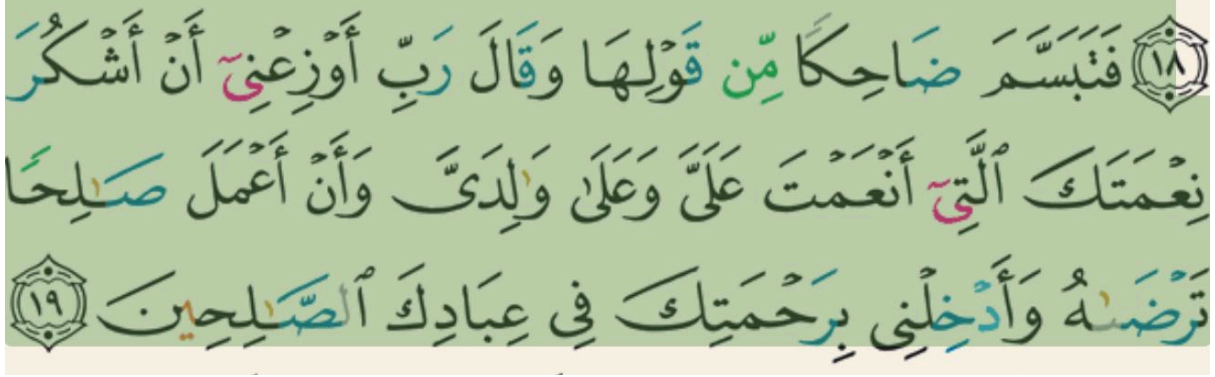 ﴿١٨﴾ فَتَبَسَّمَ ضَاحِكًا مِّن قَوْلِهَا وَقَالَ رَبِّ أَوْزِعْنِىٓ أَنْ أَشْكُرَ
نِعْمَتَكَ ٱلَّتِىٓ أَنْعَمْتَ عَلَىَّ وَعَلَىٰ وَٰلِدَىَّ وَأَنْ أَعْمَلَ صَـٰلِحًا
تَرْضَىٰهُ وَأَدْخِلْنِى بِرَحْمَتِكَ فِى عِبَادِكَ ٱلصَّـٰلِحِينَ ﴿١٩﴾